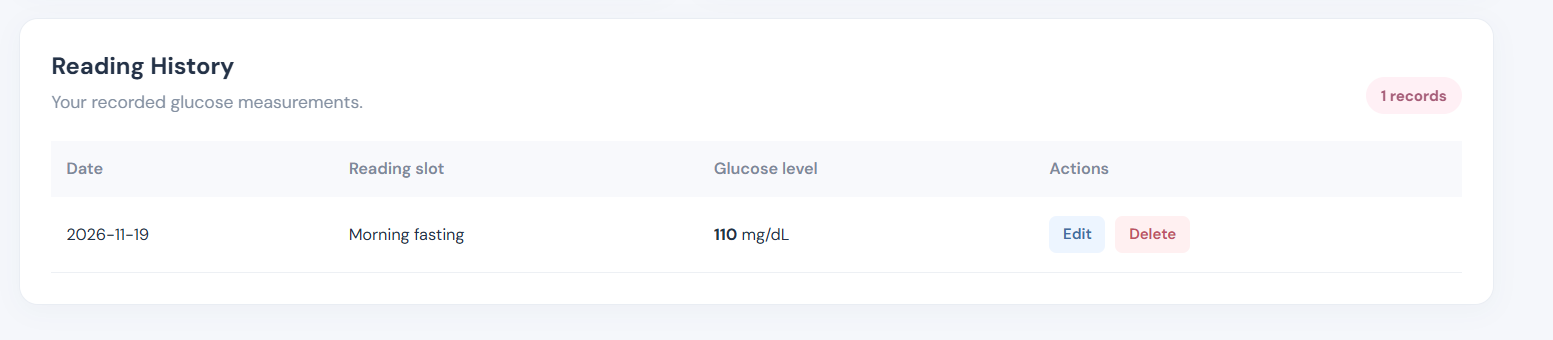 Reading History
Your recorded glucose measurements.
1 records
Date Reading slot Glucose level Actions
2026-11-19 Morning fasting 110 mg/dL Edit Delete